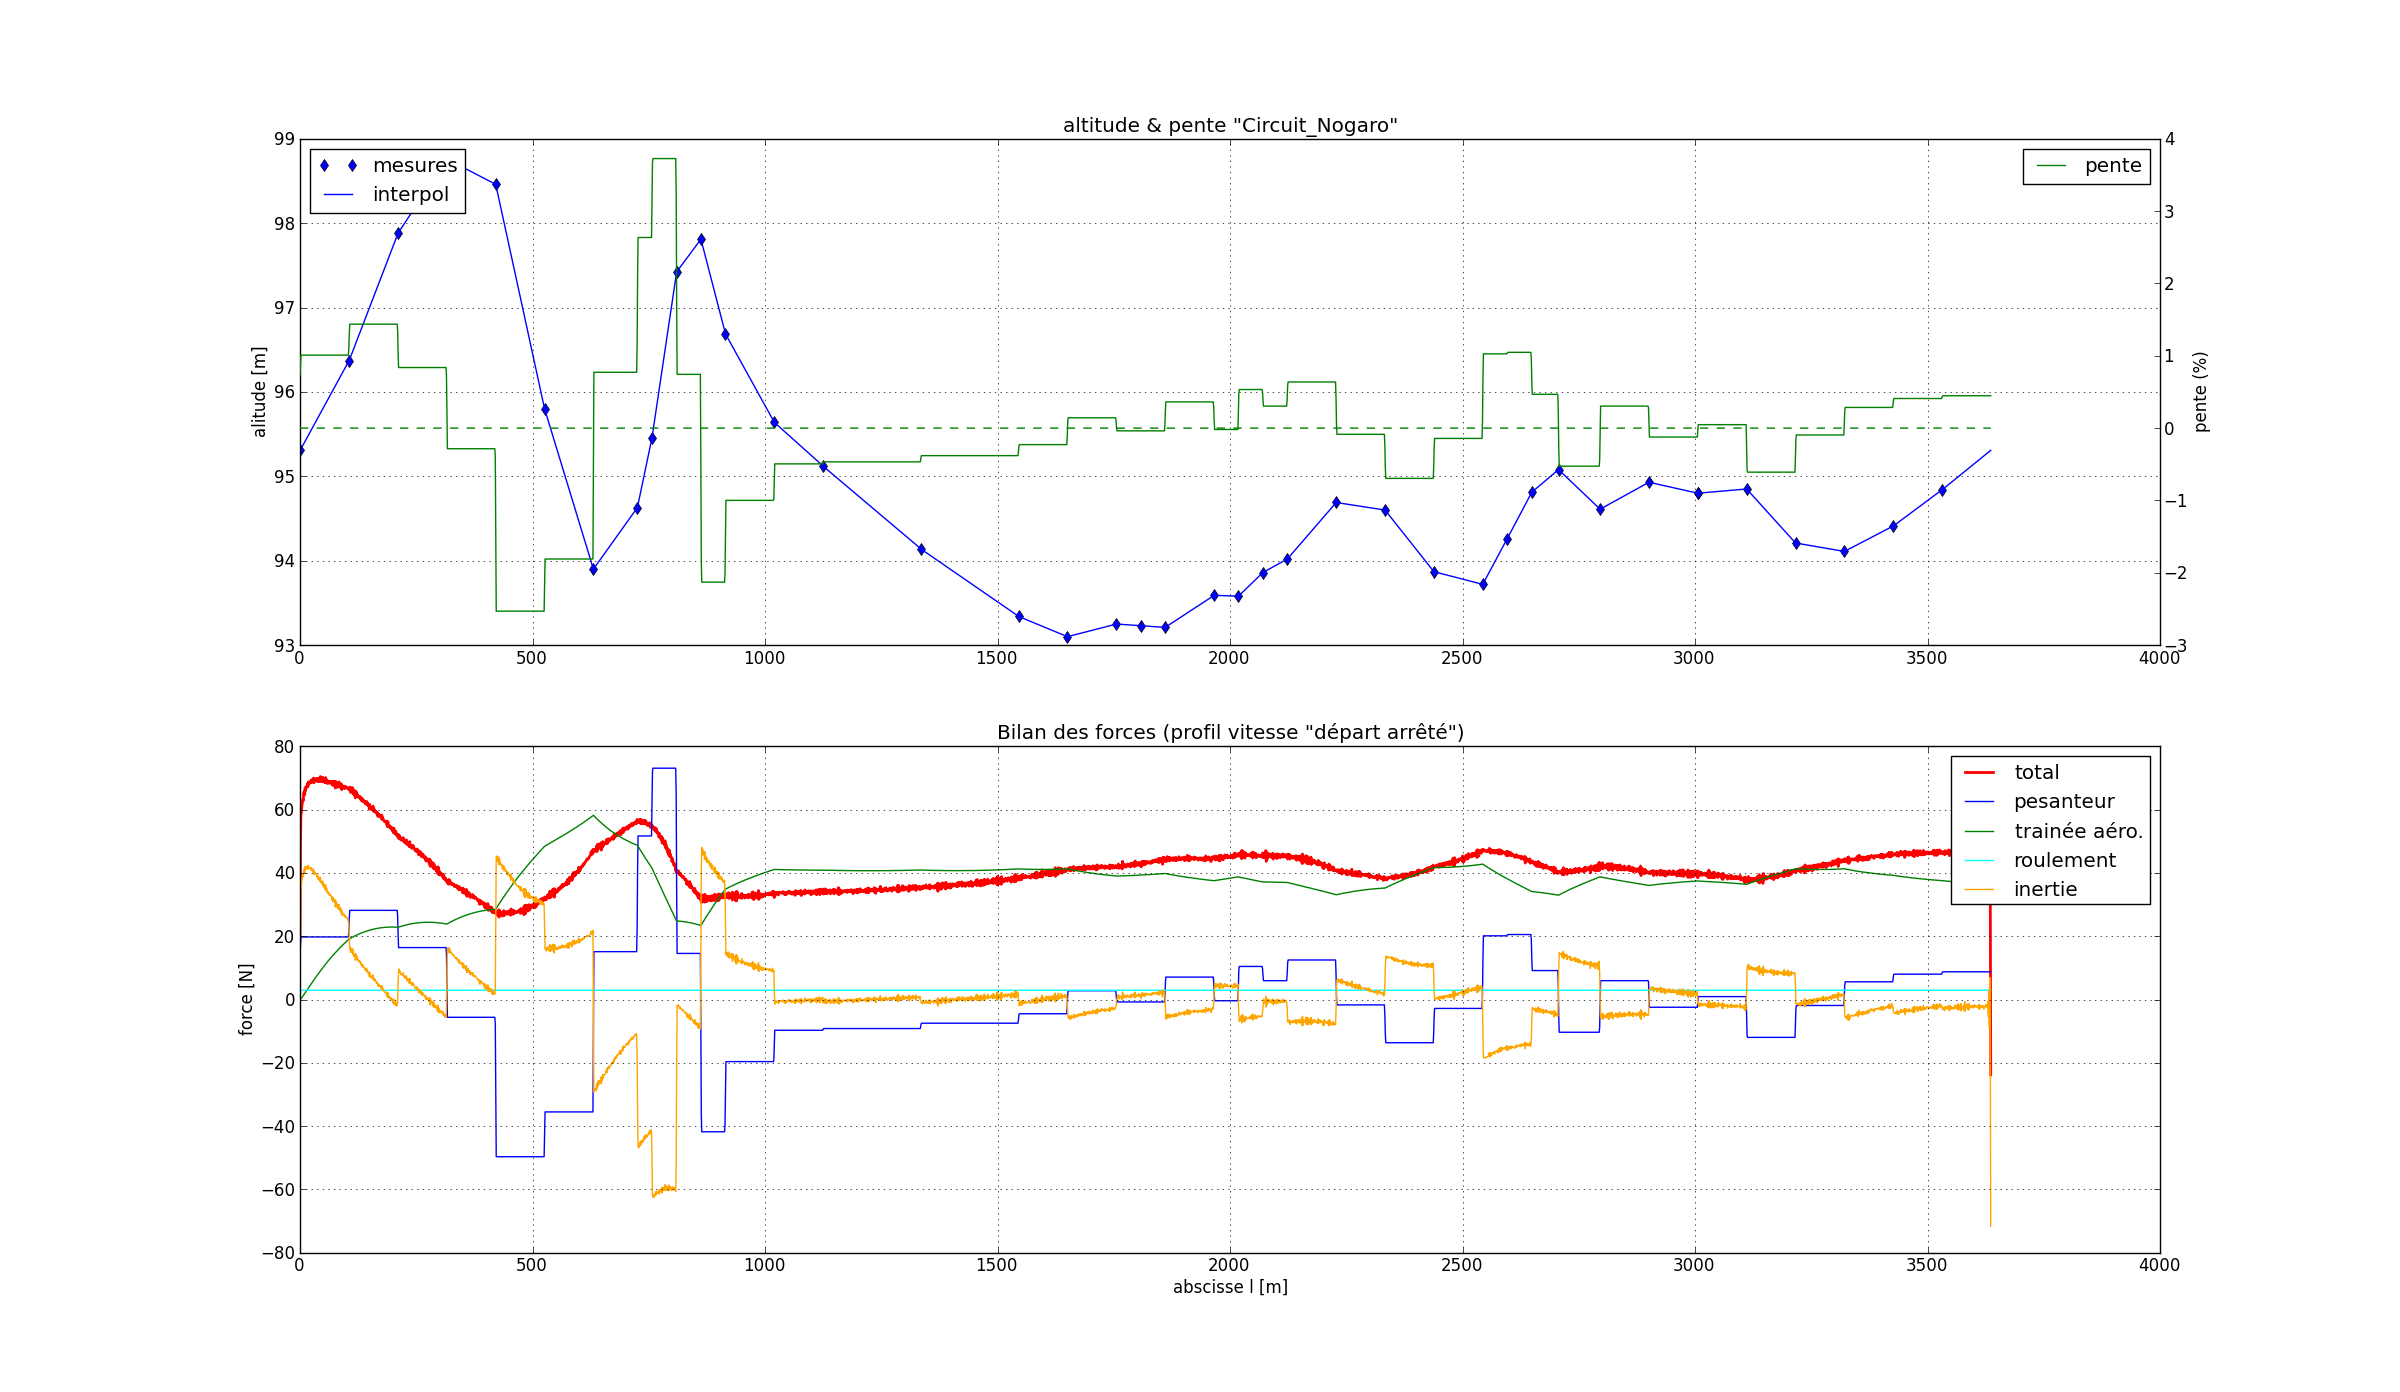 altitude & pente "Circuit_Nogaro"
99
98
97
96
95
94
93
alitude [m]
mesures
interpol
pente
4
3
2
1
0
−1
−2
−3
pente (%)
0 500 1000 1500 2000 2500 3000 3500 4000
Bilan des forces (profil vitesse "départ arrêté")
80
60
40
20
0
−20
−40
−60
−80
force [N]
total
pesanteur
trainée aéro.
roulement
inertie
0 500 1000 1500 2000 2500 3000 3500 4000
abscisse l [m]